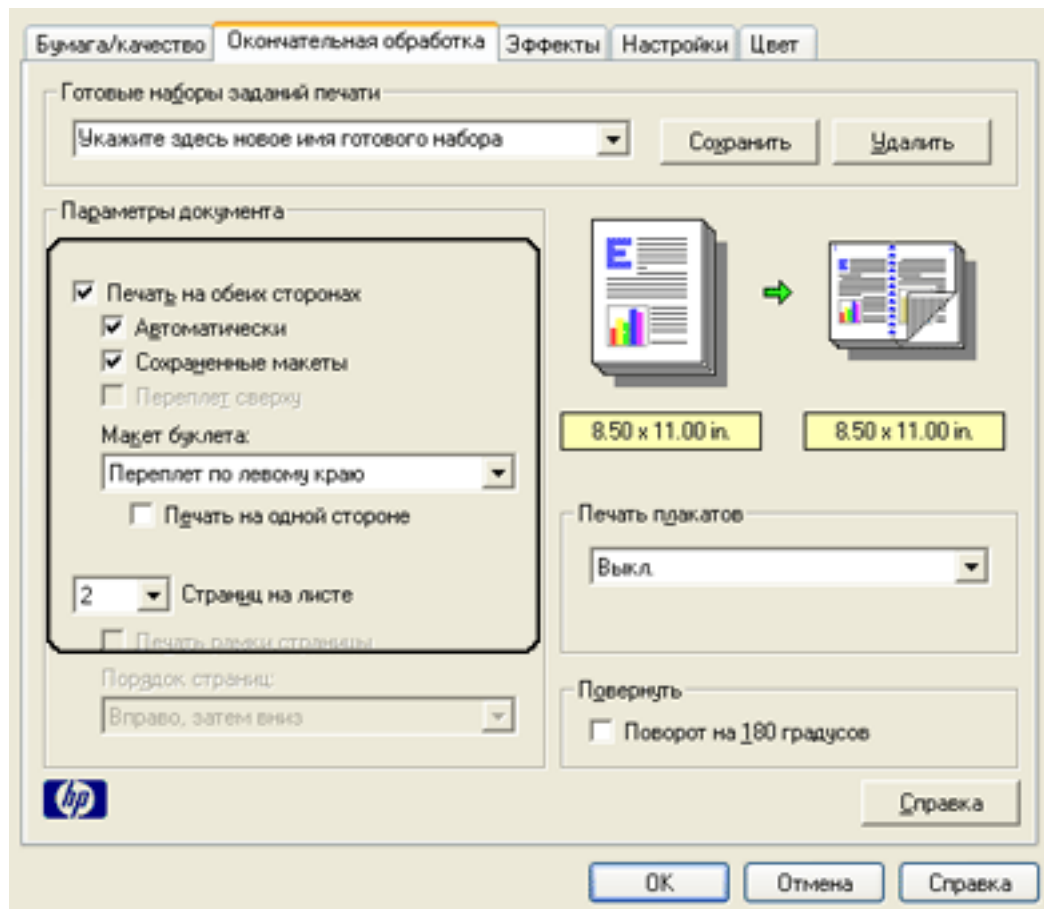 Бумага/качество Окончательная обработка Эффекты Настройки Цвет
Готовые наборы заданий печати
Укажите здесь новое имя готового набора Сохранить Удалить
Параметры документа
Печать на обеих сторонах
Автоматически
Сохраненные макеты
Переплет сверху
Макет буклета:
Переплет по левому краю
Печать на одной стороне
2 Страниц на листе
Печать рамки страницы
Порядок страниц:
Вправо, затем вниз
8.50 x 11.00 in. 8.50 x 11.00 in.
Печать плакатов
Выкл.
Повернуть
Поворот на 180 градусов
hp
Справка
OK Отмена Справка